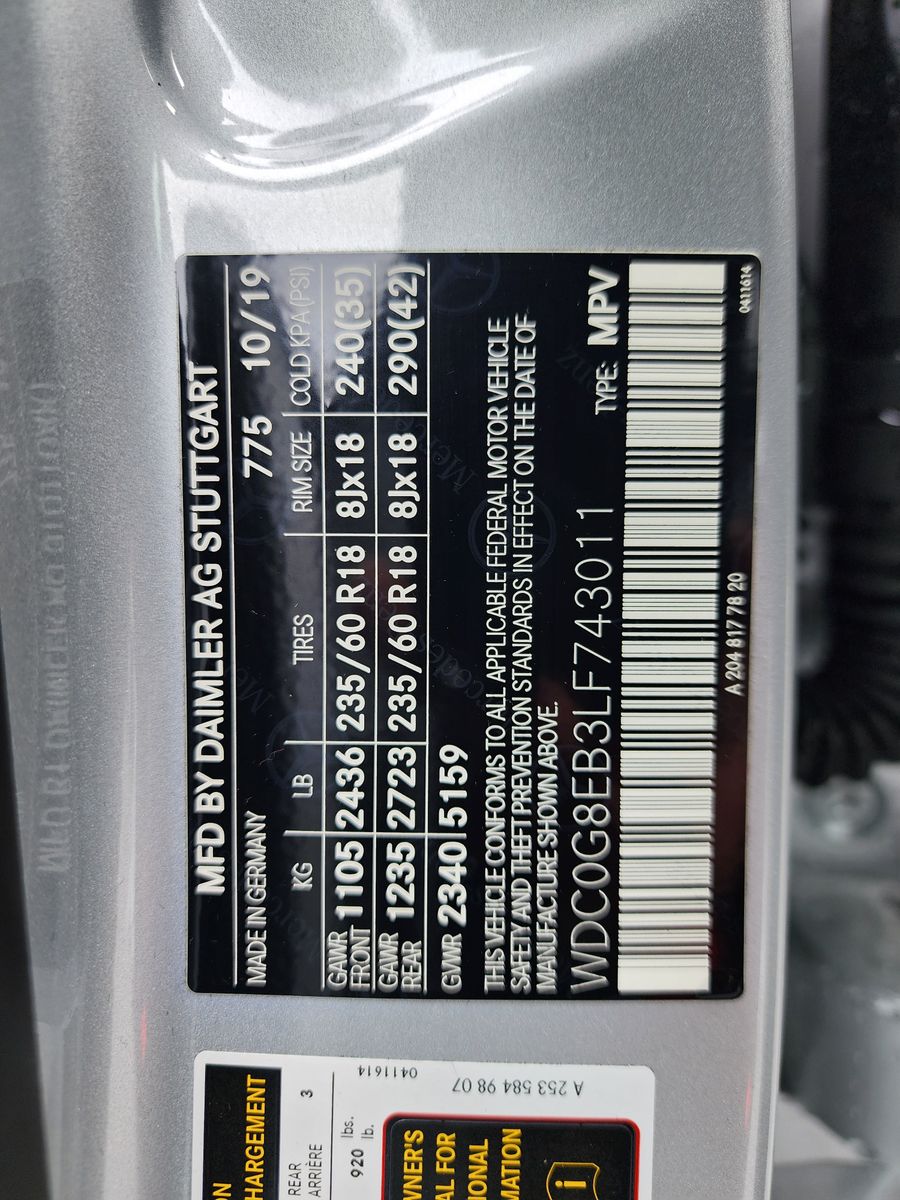 MFD BY DAIMLER AG STUTTGART
MADE IN GERMANY 775 10/19
KG LB TIRES RIM SIZE COLD KPA(PSI)
GAWR FRONT 1105 2436 235/60 R18 8Jx18 240(35)
GAWR REAR 1235 2723 235/60 R18 8Jx18 290(42)
GVWR 2340 5159
THIS VEHICLE CONFORMS TO ALL APPLICABLE FEDERAL MOTOR VEHICLE
SAFETY AND THEFT PREVENTION STANDARDS IN EFFECT ON THE DATE OF
MANUFACTURE SHOWN ABOVE.
WDC0G8EB3LF743011 TYPE: MPV
A 204 817 78 20 0411614
HARGEMENT
REAR
ARRIÈRE 3
920 lbs.
lb.
0411614
A 253 584 98 07